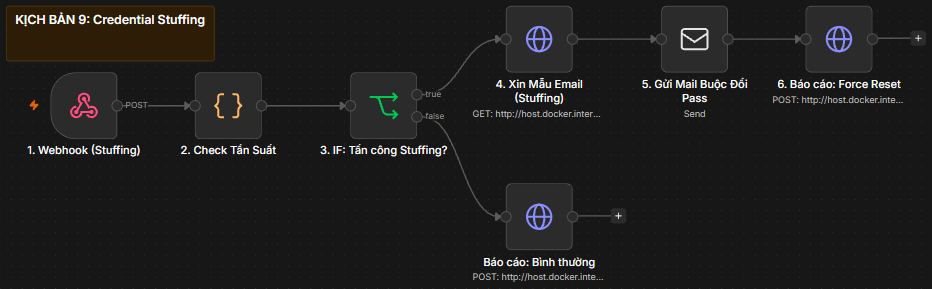 KỊCH BẢN 9: Credential Stuffing
POST
1. Webhook (Stuffing)
{ }
2. Check Tần Suất
true
false
3. IF: Tấn công Stuffing?
4. Xin Mẫu Email
(Stuffing)
GET: http://host.docker.inter...
5. Gửi Mail Buộc Đổi
Pass
Send
6. Báo cáo: Force Reset
POST: http://host.docker.inte...
+
Báo cáo: Bình thường
POST: http://host.docker.inte...
+